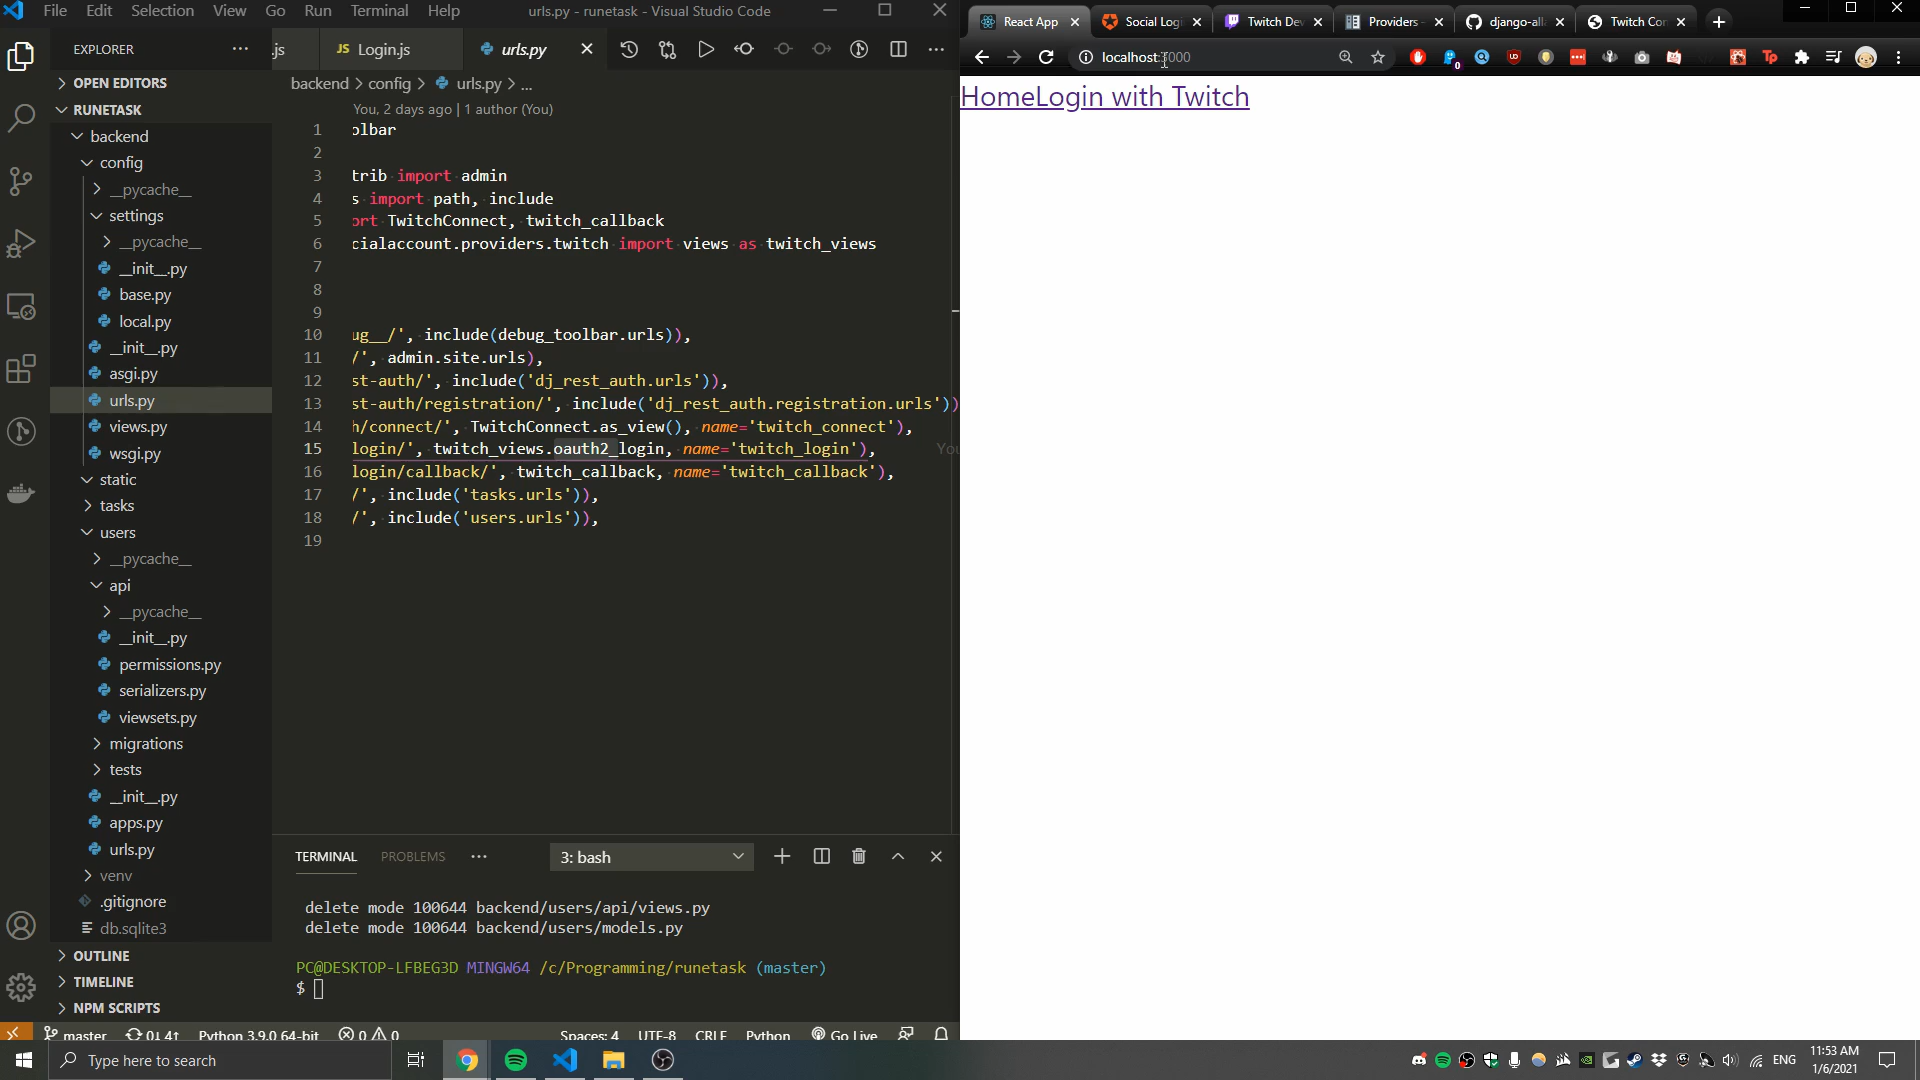 File Edit Selection View Go Run Terminal Help
urls.py - runetask - Visual Studio Code
EXPLORER
OPEN EDITORS
RUNETASK
backend
config
__pycache__
settings
__pycache__
__init__.py
base.py
local.py
__init__.py
asgi.py
urls.py
views.py
wsgi.py
static
tasks
users
__pycache__
api
__pycache__
__init__.py
permissions.py
serializers.py
viewsets.py
migrations
tests
__init__.py
apps.py
urls.py
venv
.gitignore
db.sqlite3
OUTLINE
TIMELINE
NPM SCRIPTS
.js JS Login.js urls.py
backend > config > urls.py > ...
You, 2 days ago | 1 author (You)
1 olbar
2
3 trib import admin
4 s import path, include
5 ort TwitchConnect, twitch_callback
6 cialaccount.providers.twitch import views as twitch_views
7
8
9
10 ug__/', include(debug_toolbar.urls)),
11 /', admin.site.urls),
12 st-auth/', include('dj_rest_auth.urls')),
13 st-auth/registration/', include('dj_rest_auth.registration.urls'))
14 h/connect/', TwitchConnect.as_view(), name='twitch_connect'),
15 login/', twitch_views.oauth2_login, name='twitch_login'), You
16 login/callback/', twitch_callback, name='twitch_callback'),
17 /', include('tasks.urls')),
18 /', include('users.urls')),
19
TERMINAL PROBLEMS ... 3: bash
delete mode 100644 backend/users/api/views.py
delete mode 100644 backend/users/models.py
PC@DESKTOP-LFBEG3D MINGW64 /c/Programming/runetask (master)
$
master 0↓ 4↑ Python 3.9.0 64-bit 0 0 Spaces: 4 UTF-8 CRLF Python Go Live
React App Social Logi Twitch Dev Providers - django-all Twitch Con
localhost:3000
HomeLogin with Twitch
Type here to search
ENG
11:53 AM
1/6/2021